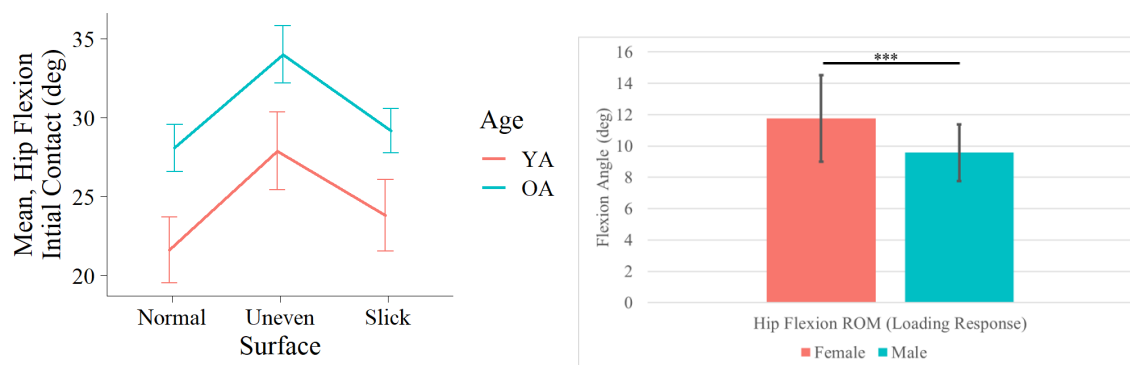 Mean, Hip Flexion
Intial Contact (deg)
35
30
25
20
Normal
Uneven
Slick
Surface
Age
YA
OA
Flexion Angle (deg)
16
14
12
10
8
6
4
2
0
***
Hip Flexion ROM (Loading Response)
Female
Male